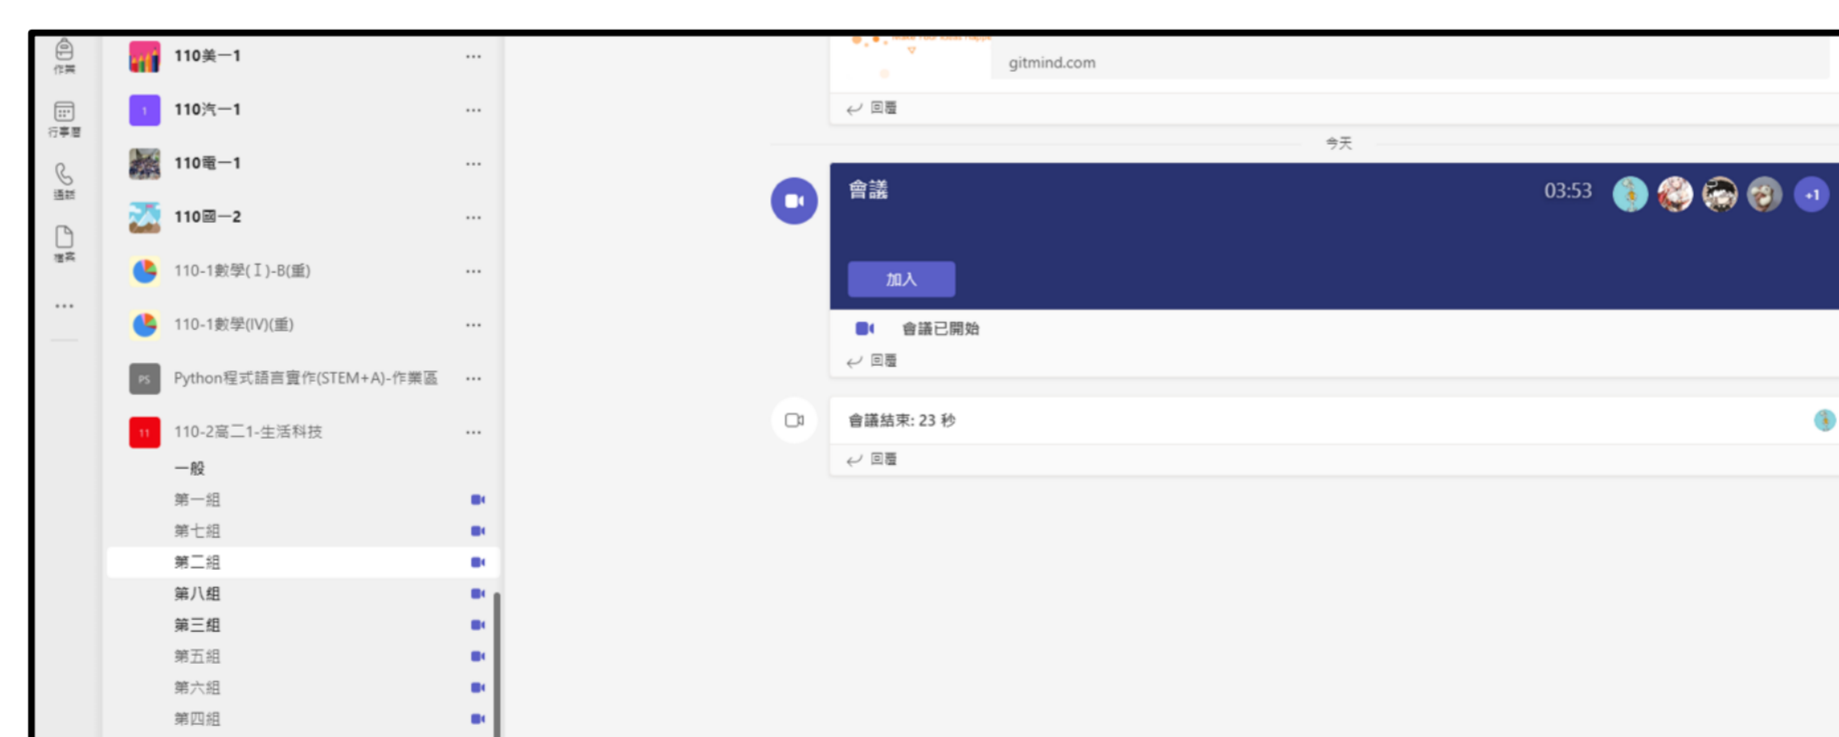 作業
行事曆
通話
檔案
110美一1
110汽一1
110電一1
110國一2
110-1數學(Ⅰ)-B(重)
110-1數學(IV)(重)
PS
Python程式語言實作(STEM+A)-作業區
11
110-2高二1-生活科技
一般
第一組
第七組
第二組
第八組
第三組
第五組
第六組
第四組
gitmind.com
回覆
今天
會議
03:53
+1
加入
會議已開始
回覆
會議結束: 23 秒
回覆